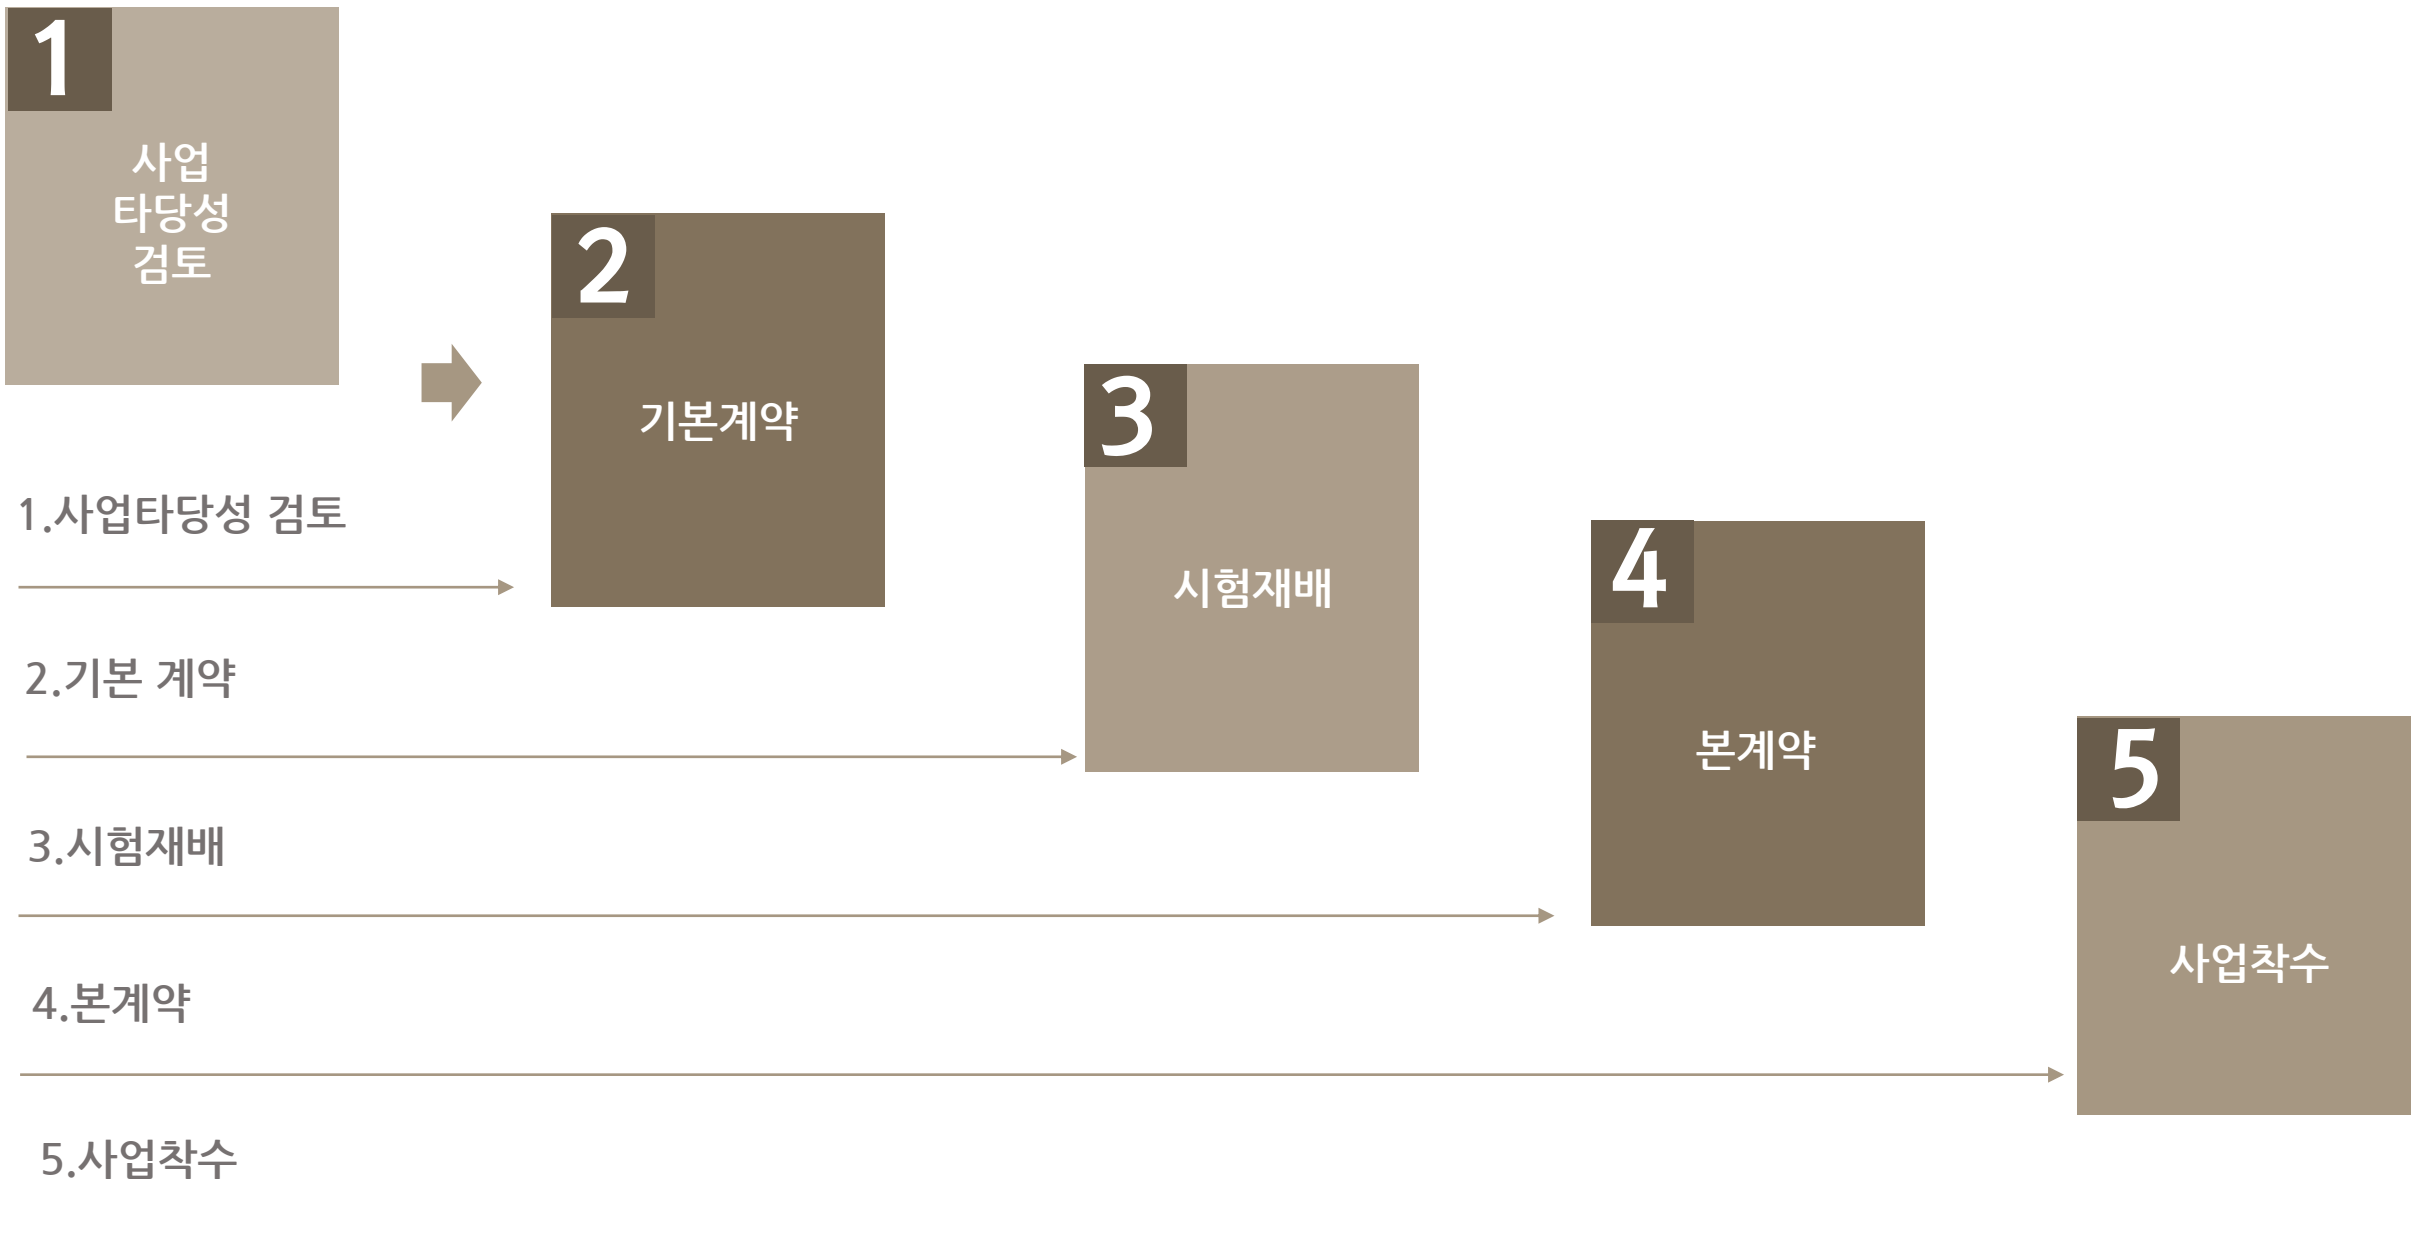 1
사업
타당성
검토
2
기본계약
3
시험재배
4
본계약
5
사업착수
1.사업타당성 검토
2.기본 계약
3.시험재배
4.본계약
5.사업착수